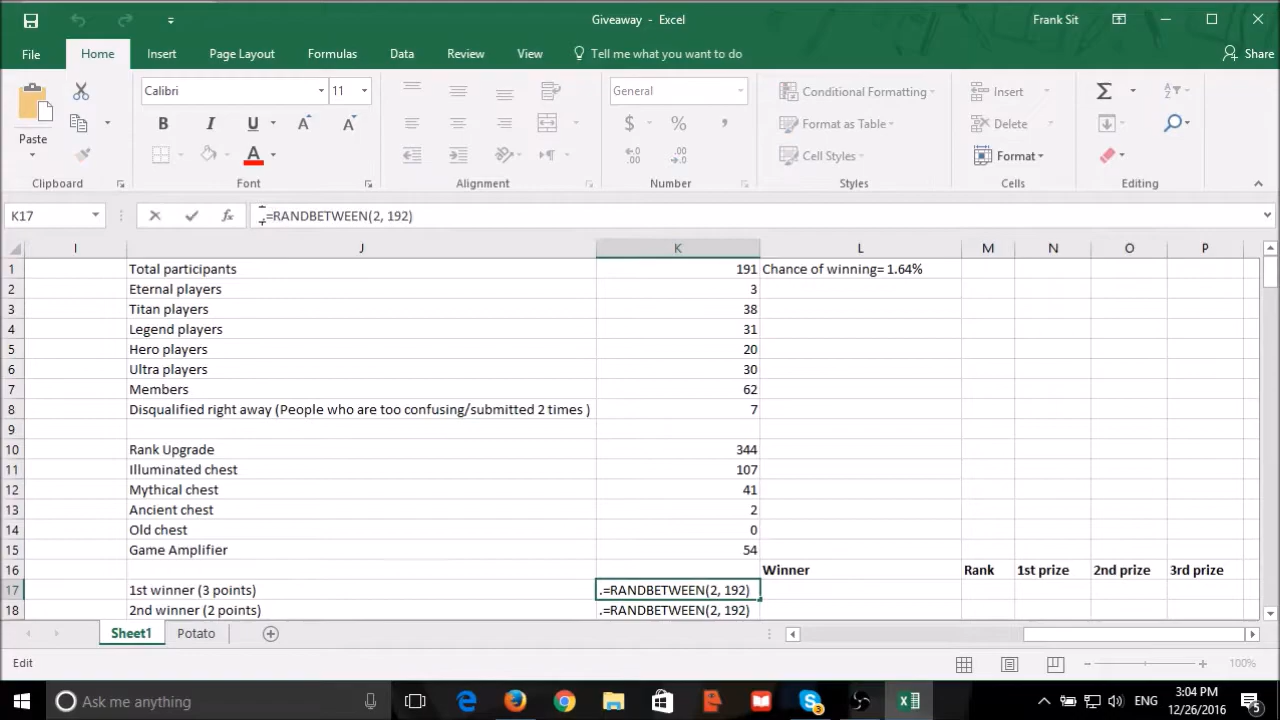 Giveaway - Excel
Frank Sit
File Home Insert Page Layout Formulas Data Review View Tell me what you want to do Share
Calibri 11 General Conditional Formatting Insert
Paste B I U A A A $ % , Format as Table Delete
Cell Styles Format
Clipboard Font Alignment Number Styles Cells Editing
K17 fx .=RANDBETWEEN(2, 192)
I J K L M N O P
1 Total participants 191 Chance of winning= 1.64%
2 Eternal players 3
3 Titan players 38
4 Legend players 31
5 Hero players 20
6 Ultra players 30
7 Members 62
8 Disqualified right away (People who are too confusing/submitted 2 times ) 7
9
10 Rank Upgrade 344
11 Illuminated chest 107
12 Mythical chest 41
13 Ancient chest 2
14 Old chest 0
15 Game Amplifier 54
16 Winner Rank 1st prize 2nd prize 3rd prize
17 1st winner (3 points) .=RANDBETWEEN(2, 192)
18 2nd winner (2 points) .=RANDBETWEEN(2, 192)
Sheet1 Potato
Edit 100%
Ask me anything 3 ENG 3:04 PM 5
12/26/2016